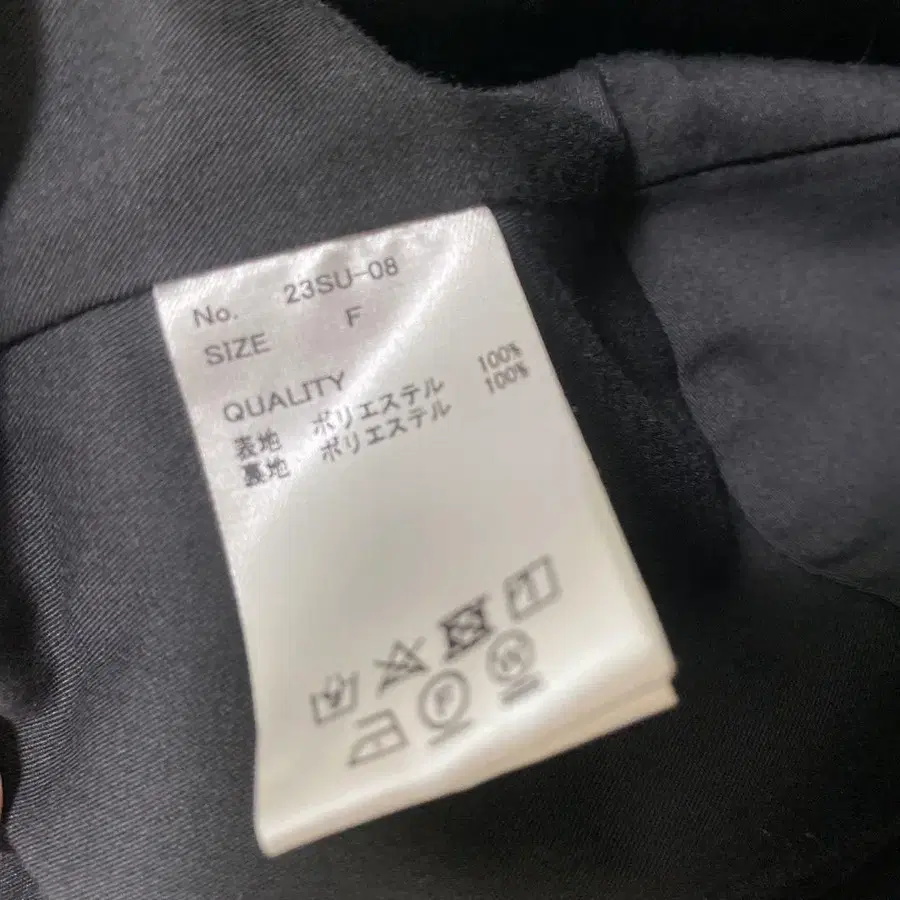 No. 23SU-08
SIZE F
QUALITY
表地 ポリエステル 100%
裏地 ポリエステル 100%
F
W